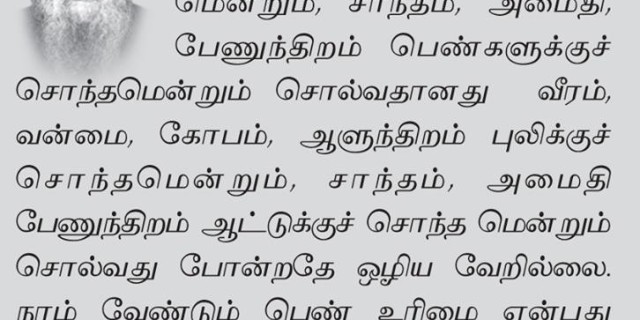 மென்றும், சாந்தம், அமைதி,
பேணுந்திறம் பெண்களுக்குச்
சொந்தமென்றும் சொல்வதானது வீரம்,
வன்மை, கோபம், ஆளுந்திறம் புலிக்குச்
சொந்தமென்றும், சாந்தம், அமைதி
பேணுந்திறம் ஆட்டுக்குச் சொந்த மென்றும்
சொல்வது போன்றதே ஒழிய வேறில்லை.
நாம் வேண்டும் பெண் உரிமை என்பது